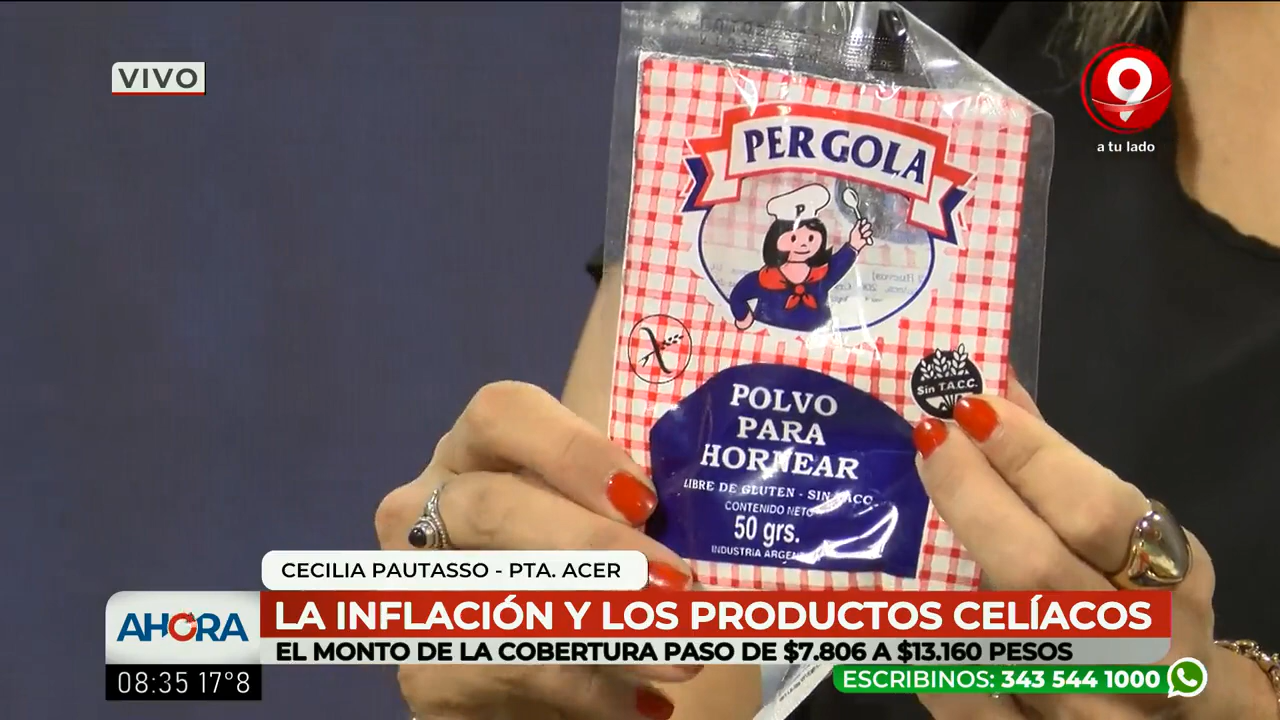 VIVO
9
a tu lado
PERGOLA
P
Sin T.A.C.C.
POLVO
PARA
HORNEAR
LIBRE DE GLUTEN - SIN TACC
CONTENIDO NETO
50 grs.
INDUSTRIA
CECILIA PAUTASSO - PTA. ACER
AHORA
LA INFLACIÓN Y LOS PRODUCTOS CELÍACOS
EL MONTO DE LA COBERTURA PASO DE $7.806 A $13.160 PESOS
08:35 17°8
ESCRIBINOS: 343 544 1000